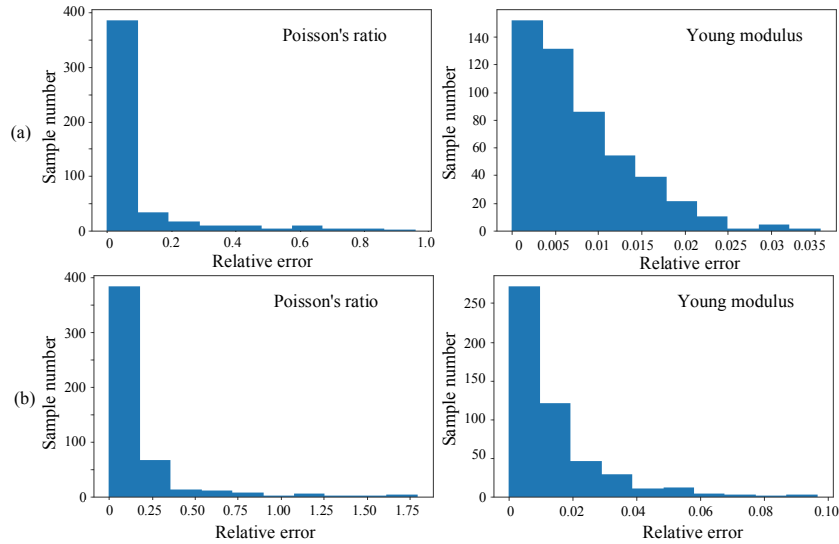 (a)
Poisson's ratio
Sample number
400
300
200
100
0
0 0.2 0.4 0.6 0.8 1.0
Relative error
Young modulus
Sample number
140
120
100
80
60
40
20
0
0 0.005 0.01 0.015 0.02 0.025 0.03 0.035
Relative error
(b)
Poisson's ratio
Sample number
400
300
200
100
0
0 0.25 0.50 0.75 1.00 1.25 1.50 1.75
Relative error
Young modulus
Sample number
250
200
150
100
50
0
0 0.02 0.04 0.06 0.08 0.10
Relative error